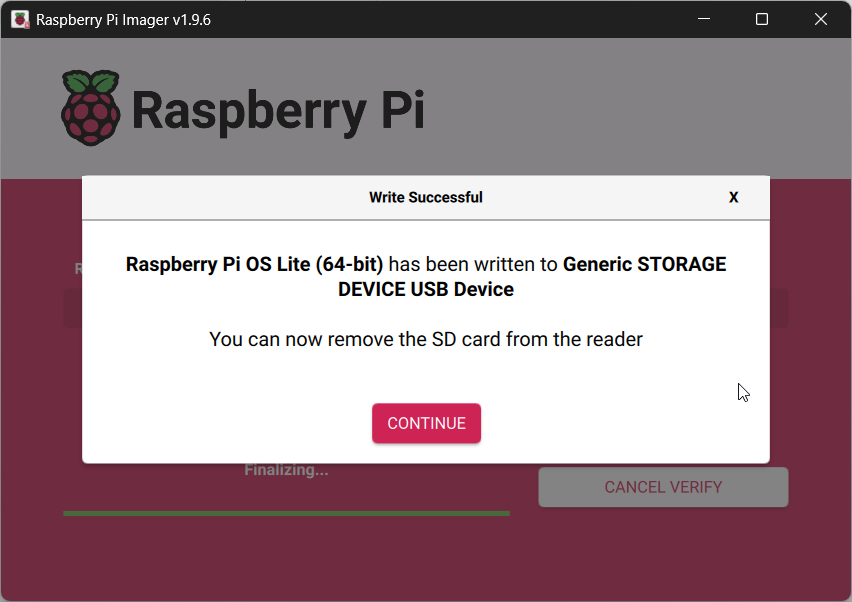 Raspberry Pi Imager v1.9.6
Raspberry Pi
Write Successful
X
R
Raspberry Pi OS Lite (64-bit) has been written to Generic STORAGE
DEVICE USB Device
You can now remove the SD card from the reader
CONTINUE
Finalizing...
CANCEL VERIFY